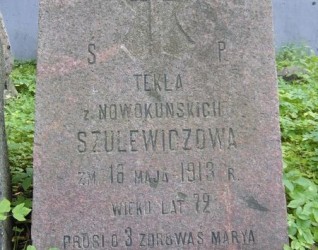 Ś P
TEKLA
z NOWOKUŃSKICH
SZULEWICZOWA
ZM 16 MAJA 1913 R.
WIEKU LAT 72
PROSI O 3 ZDROWAŚ MARYA